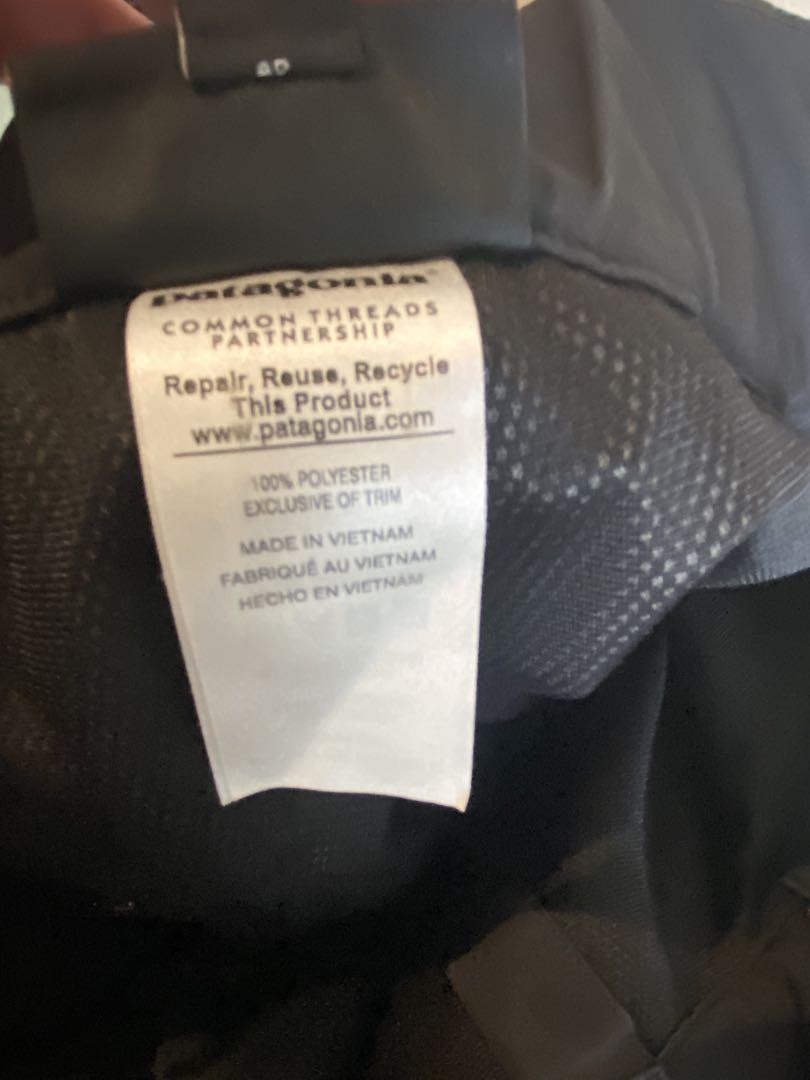 patagonia®
COMMON THREADS
PARTNERSHIP
Repair, Reuse, Recycle
This Product
www.patagonia.com
100% POLYESTER
EXCLUSIVE OF TRIM
MADE IN VIETNAM
FABRIQUÉ AU VIETNAM
HECHO EN VIETNAM